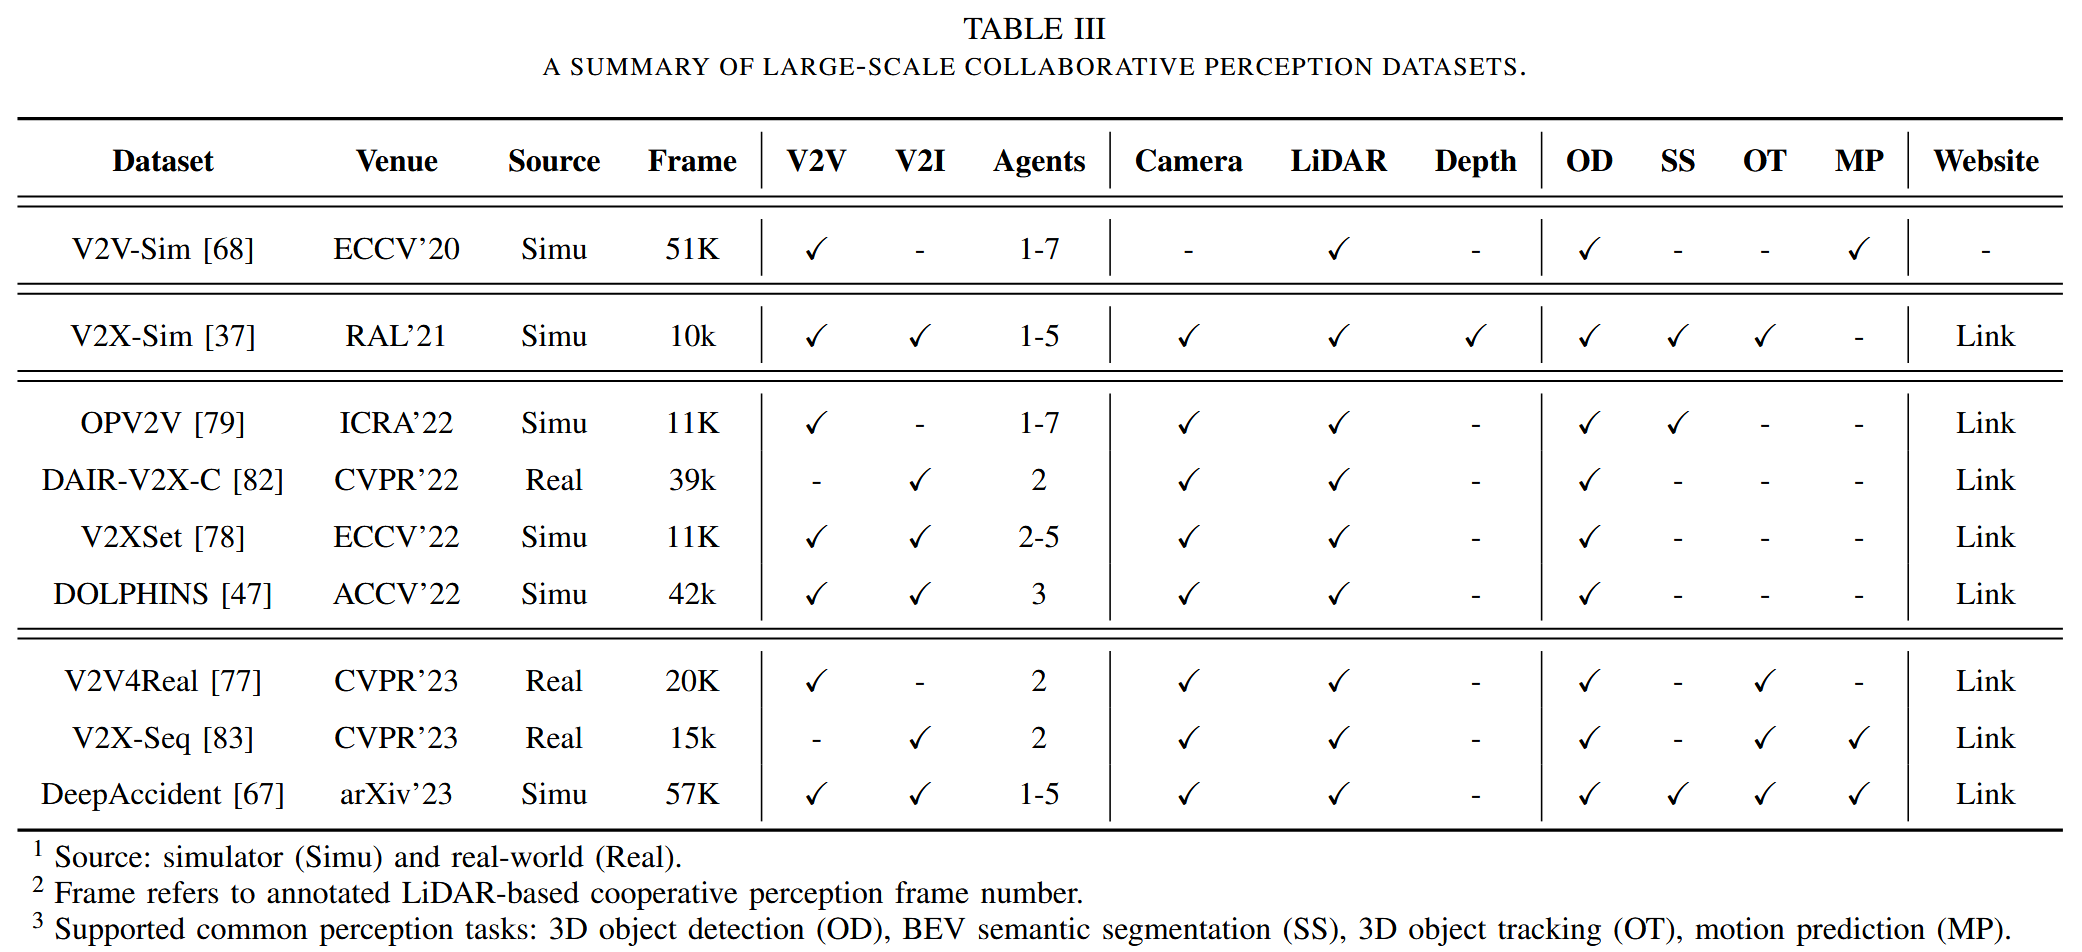 TABLE III
A SUMMARY OF LARGE-SCALE COLLABORATIVE PERCEPTION DATASETS.
Dataset Venue Source Frame V2V V2I Agents Camera LiDAR Depth OD SS OT MP Website
V2V-Sim [68] ECCV'20 Simu 51K ✓ - 1-7 - ✓ - ✓ - - ✓ -
V2X-Sim [37] RAL'21 Simu 10k ✓ ✓ 1-5 ✓ ✓ ✓ ✓ ✓ ✓ - Link
OPV2V [79] ICRA'22 Simu 11K ✓ - 1-7 ✓ ✓ - ✓ ✓ - - Link
DAIR-V2X-C [82] CVPR'22 Real 39k - ✓ 2 ✓ ✓ - ✓ - - - Link
V2XSet [78] ECCV'22 Simu 11K ✓ ✓ 2-5 ✓ ✓ - ✓ - - - Link
DOLPHINS [47] ACCV'22 Simu 42k ✓ ✓ 3 ✓ ✓ - ✓ - - - Link
V2V4Real [77] CVPR'23 Real 20K ✓ - 2 ✓ ✓ - ✓ - ✓ - Link
V2X-Seq [83] CVPR'23 Real 15k - ✓ 2 ✓ ✓ - ✓ - ✓ ✓ Link
DeepAccident [67] arXiv'23 Simu 57K ✓ ✓ 1-5 ✓ ✓ - ✓ ✓ ✓ ✓ Link
1 Source: simulator (Simu) and real-world (Real).
2 Frame refers to annotated LiDAR-based cooperative perception frame number.
3 Supported common perception tasks: 3D object detection (OD), BEV semantic segmentation (SS), 3D object tracking (OT), motion prediction (MP).